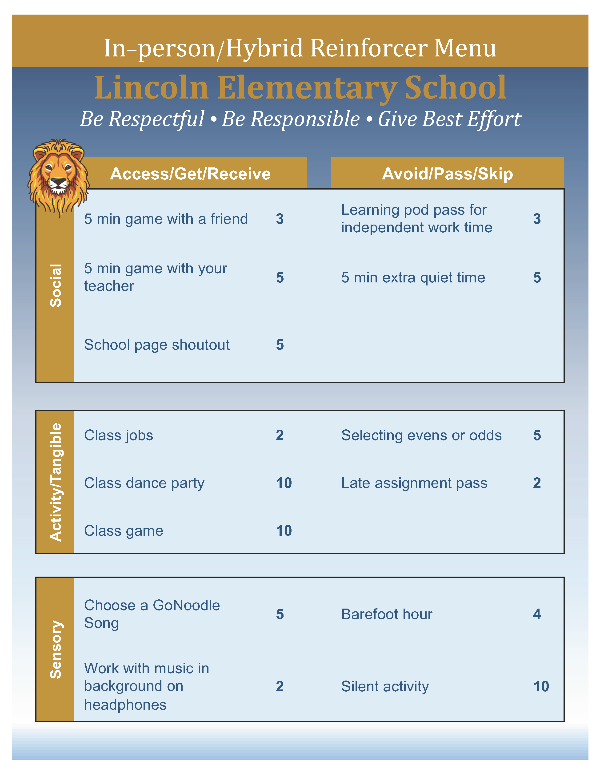 In-person/Hybrid Reinforcer Menu
Lincoln Elementary School
Be Respectful • Be Responsible • Give Best Effort
Access/Get/Receive
Avoid/Pass/Skip
Social
5 min game with a friend 3
Learning pod pass for
independent work time 3
5 min game with your
teacher 5
5 min extra quiet time 5
School page shoutout 5
Activity/Tangible
Class jobs 2
Selecting evens or odds 5
Class dance party 10
Late assignment pass 2
Class game 10
Sensory
Choose a GoNoodle
Song 5
Barefoot hour 4
Work with music in
background on 2
headphones
Silent activity 10